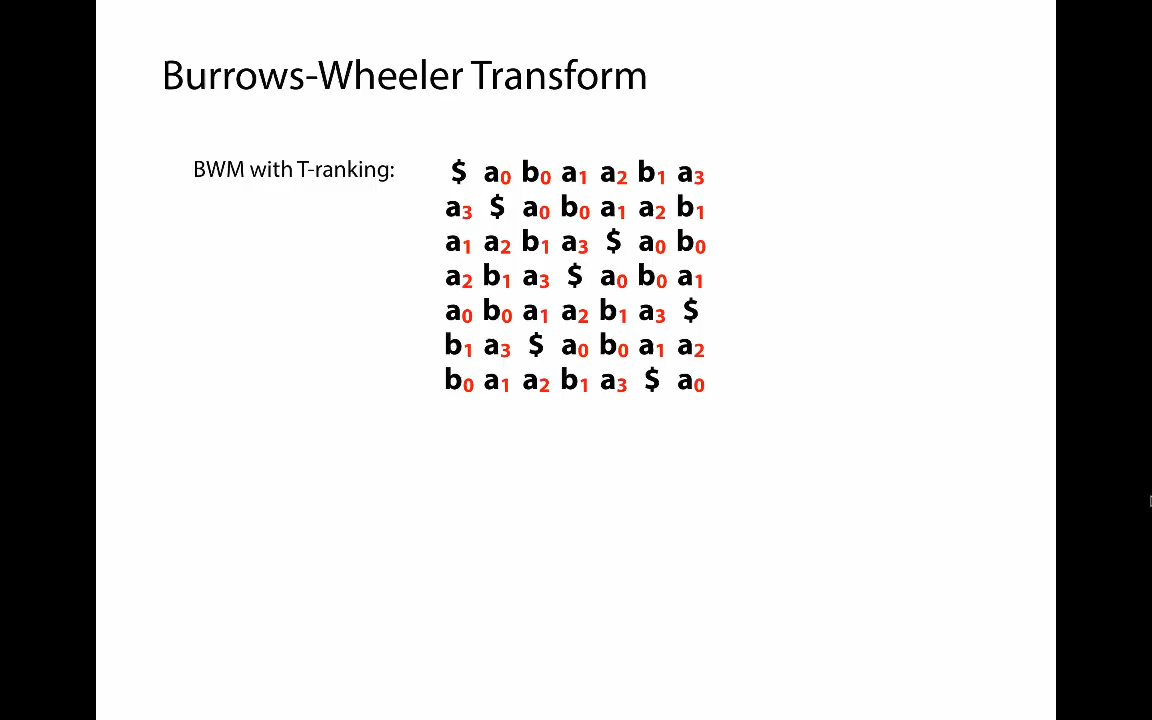 Burrows-Wheeler Transform
BWM with T-ranking:
$ a0 b0 a1 a2 b1 a3
a3 $ a0 b0 a1 a2 b1
a1 a2 b1 a3 $ a0 b0
a2 b1 a3 $ a0 b0 a1
a0 b0 a1 a2 b1 a3 $
b1 a3 $ a0 b0 a1 a2
b0 a1 a2 b1 a3 $ a0